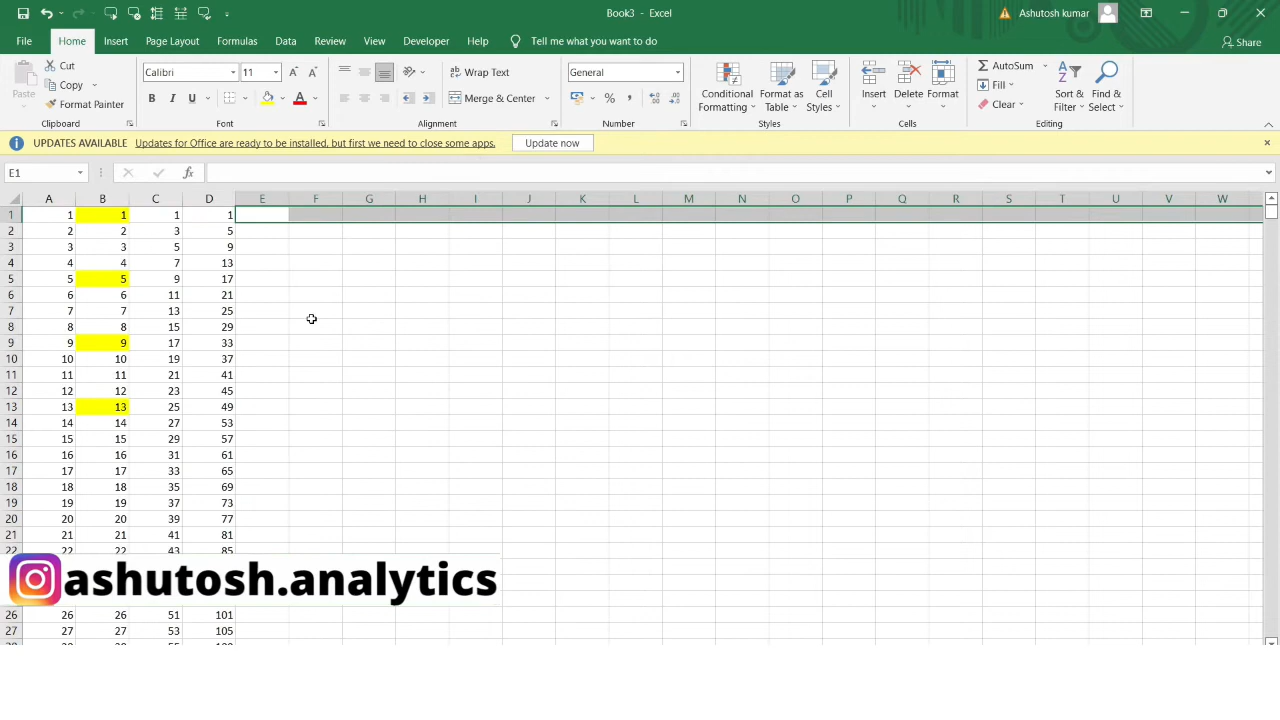 Book3 - Excel
Ashutosh kumar
File Home Insert Page Layout Formulas Data Review View Developer Help Tell me what you want to do Share
Paste
Cut
Copy
Format Painter
Clipboard
Calibri 11
B I U
Font
Wrap Text
Merge & Center
Alignment
General
% ,
Number
Conditional Formatting
Format as Table
Cell Styles
Styles
Insert
Delete
Format
Cells
AutoSum
Fill
Clear
Sort & Filter
Find & Select
Editing
UPDATES AVAILABLE Updates for Office are ready to be installed, but first we need to close some apps. Update now
E1 fx
A B C D E F G H I J K L M N O P Q R S T U V W
1 1 1 1 1
2 2 2 3 5
3 3 3 5 9
4 4 4 7 13
5 5 5 9 17
6 6 6 11 21
7 7 7 13 25
8 8 8 15 29
9 9 9 17 33
10 10 10 19 37
11 11 11 21 41
12 12 12 23 45
13 13 13 25 49
14 14 14 27 53
15 15 15 29 57
16 16 16 31 61
17 17 17 33 65
18 18 18 35 69
19 19 19 37 73
20 20 20 39 77
21 21 21 41 81
22 22 22 43 85
ashutosh.analytics
26 26 26 51 101
27 27 27 53 105